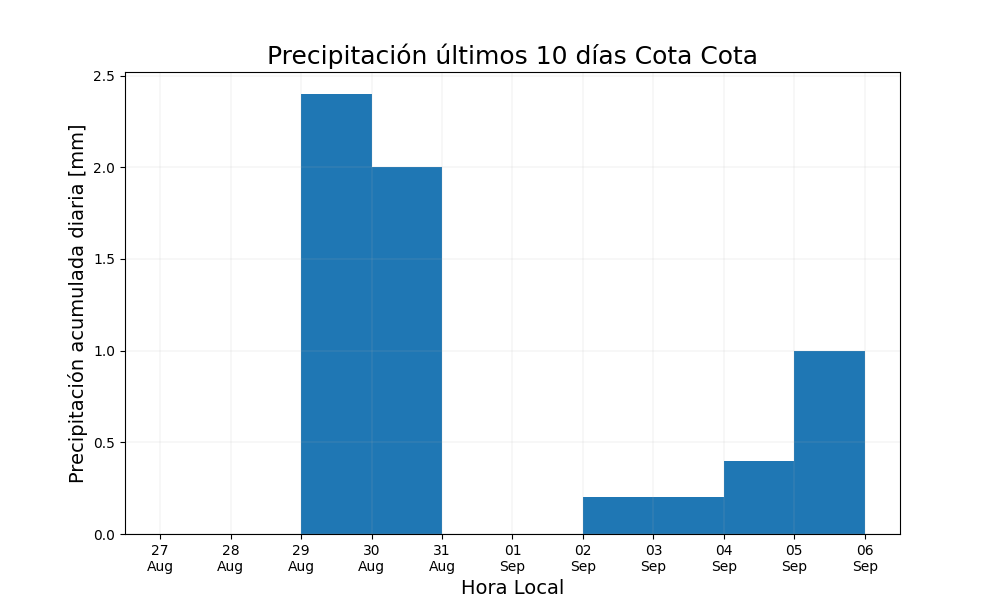 Precipitación últimos 10 días Cota Cota
Precipitación acumulada diaria [mm]
2.5
2.0
1.5
1.0
0.5
0.0
27 28 29 30 31 01 02 03 04 05 06
Aug Aug Aug Aug Aug Sep Sep Sep Sep Sep Sep
Hora Local